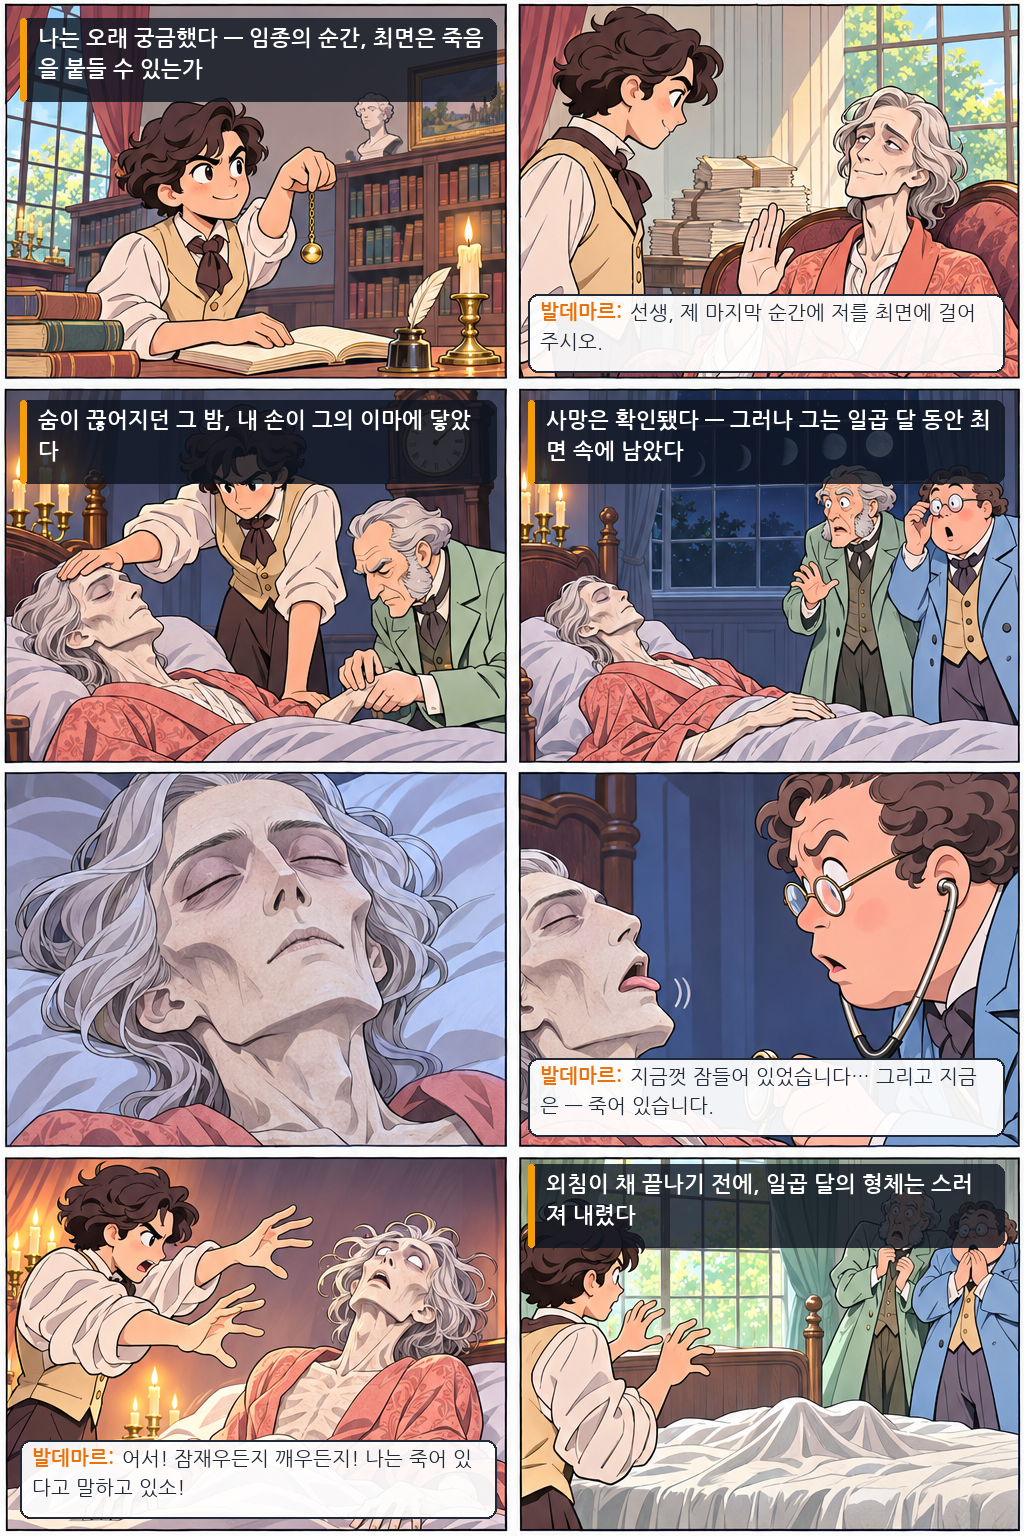 나는 오래 궁금했다 — 임종의 순간, 최면은 죽음
을 붙들 수 있는가
발데마르: 선생, 제 마지막 순간에 저를 최면에 걸어
주시오.
숨이 끊어지던 그 밤, 내 손이 그의 이마에 닿았
다
사망은 확인됐다 — 그러나 그는 일곱 달 동안 최
면 속에 남았다
발데마르: 지금껏 잠들어 있었습니다… 그리고 지금
은 — 죽어 있습니다.
발데마르: 어서! 잠재우든지 깨우든지! 나는 죽어 있
다고 말하고 있소!
외침이 채 끝나기 전에, 일곱 달의 형체는 스러
져 내렸다